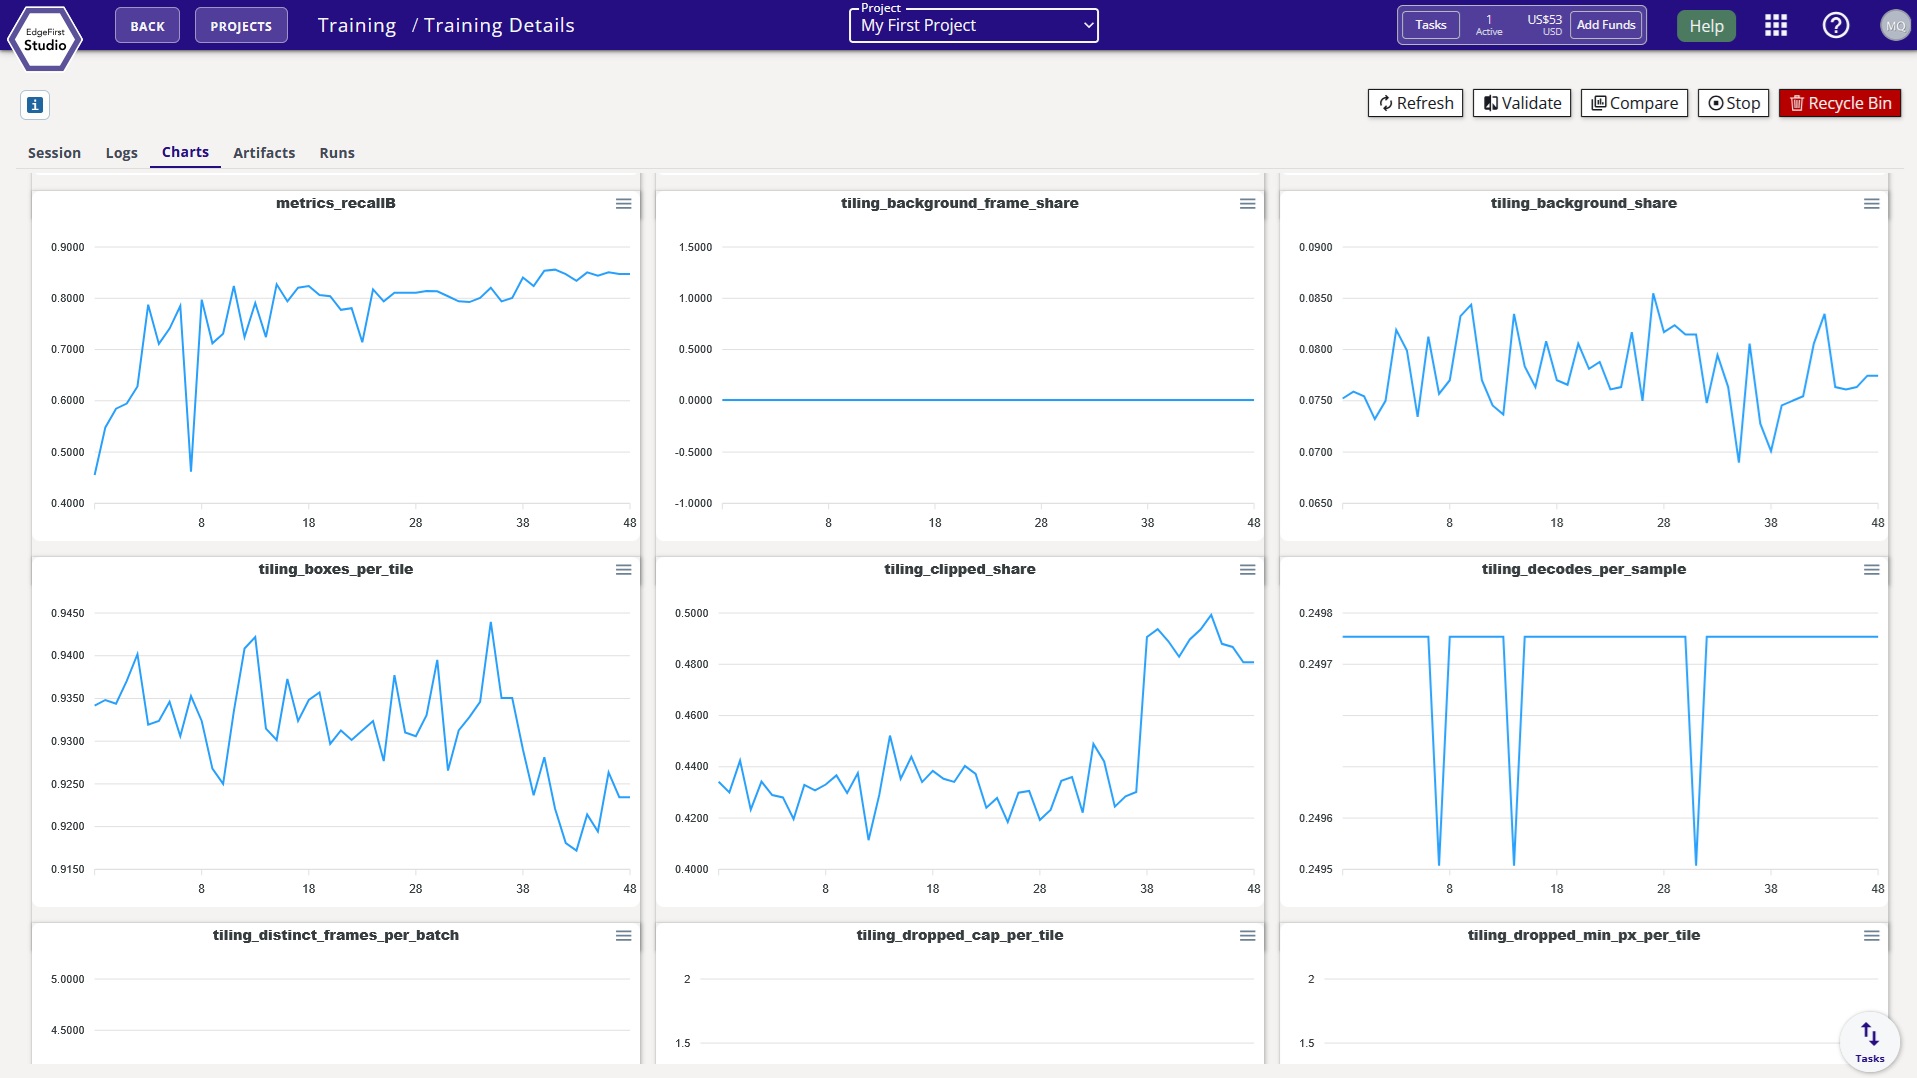 EdgeFirst
Studio
BACK
PROJECTS
Training / Training Details
Project
My First Project
Tasks
1
Active
US$53
USD
Add Funds
Help
MQ
i
Refresh
Validate
Compare
Stop
Recycle Bin
Session
Logs
Charts
Artifacts
Runs
metrics_recallB
0.9000
0.8000
0.7000
0.6000
0.5000
0.4000
8 18 28 38 48
tiling_background_frame_share
1.5000
1.0000
0.5000
0.0000
-0.5000
-1.0000
8 18 28 38 48
tiling_background_share
0.0900
0.0850
0.0800
0.0750
0.0700
0.0650
8 18 28 38 48
tiling_boxes_per_tile
0.9450
0.9400
0.9350
0.9300
0.9250
0.9200
0.9150
8 18 28 38 48
tiling_clipped_share
0.5000
0.4800
0.4600
0.4400
0.4200
0.4000
8 18 28 38 48
tiling_decodes_per_sample
0.2498
0.2497
0.2496
0.2495
8 18 28 38 48
tiling_distinct_frames_per_batch
5.0000
4.5000
tiling_dropped_cap_per_tile
2
1.5
tiling_dropped_min_px_per_tile
2
1.5
Tasks